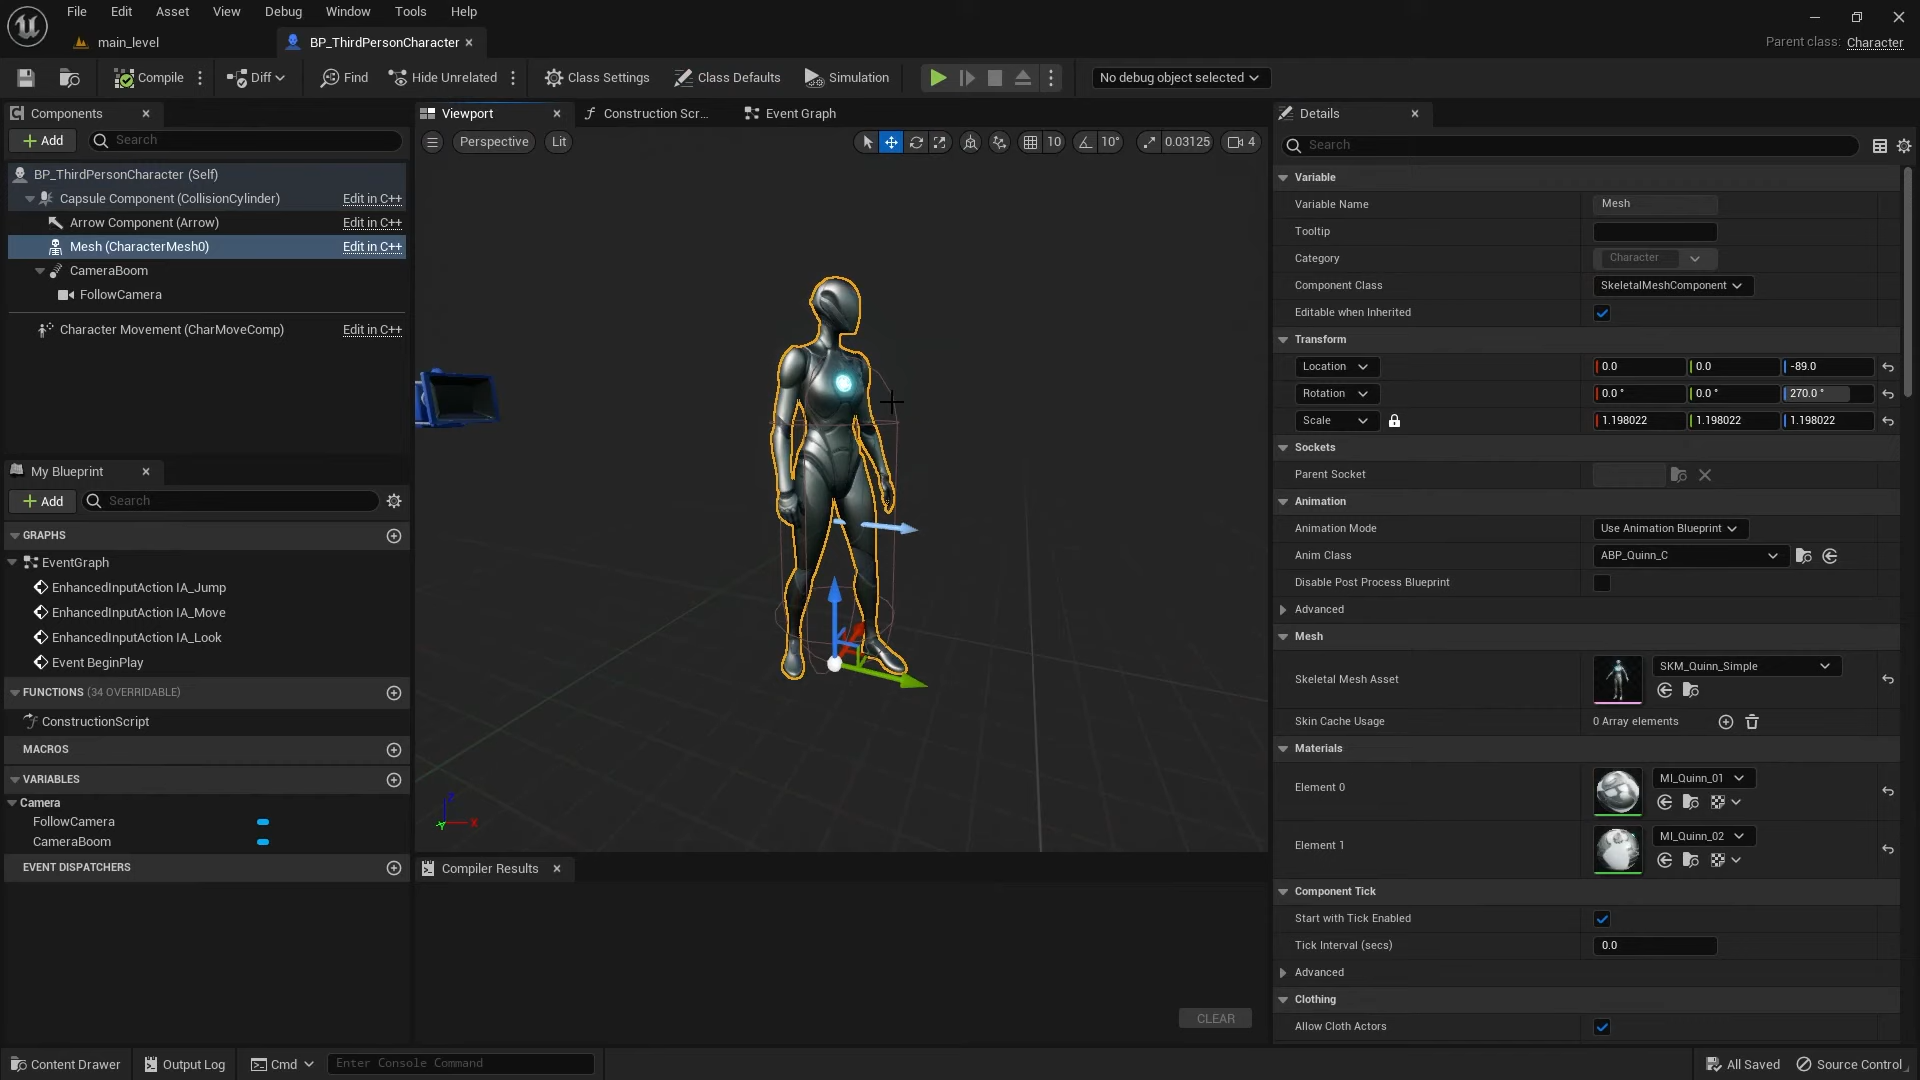 File Edit Asset View Debug Window Tools Help
main_level
BP_ThirdPersonCharacter
Parent class: Character
Compile
Diff
Find
Hide Unrelated
Class Settings
Class Defaults
Simulation
No debug object selected
Components
Add
Search
BP_ThirdPersonCharacter (Self)
Capsule Component (CollisionCylinder) Edit in C++
Arrow Component (Arrow) Edit in C++
Mesh (CharacterMesh0) Edit in C++
CameraBoom
FollowCamera
Character Movement (CharMoveComp) Edit in C++
My Blueprint
Add
Search
GRAPHS
EventGraph
EnhancedInputAction IA_Jump
EnhancedInputAction IA_Move
EnhancedInputAction IA_Look
Event BeginPlay
FUNCTIONS (34 OVERRIDABLE)
ConstructionScript
MACROS
VARIABLES
Camera
FollowCamera
CameraBoom
EVENT DISPATCHERS
Viewport
Construction Scr...
Event Graph
Perspective
Lit
10
10°
0.03125
4
Z
Y
X
Compiler Results
CLEAR
Details
Search
Variable
Variable Name Mesh
Tooltip
Category Character
Component Class SkeletalMeshComponent
Editable when Inherited
Transform
Location 0.0 0.0 -89.0
Rotation 0.0 ° 0.0 ° 270.0 °
Scale 1.198022 1.198022 1.198022
Sockets
Parent Socket
Animation
Animation Mode Use Animation Blueprint
Anim Class ABP_Quinn_C
Disable Post Process Blueprint
Advanced
Mesh
Skeletal Mesh Asset SKM_Quinn_Simple
Skin Cache Usage 0 Array elements
Materials
Element 0 MI_Quinn_01
Element 1 MI_Quinn_02
Component Tick
Start with Tick Enabled
Tick Interval (secs) 0.0
Advanced
Clothing
Allow Cloth Actors
Content Drawer
Output Log
Cmd
Enter Console Command
All Saved
Source Control